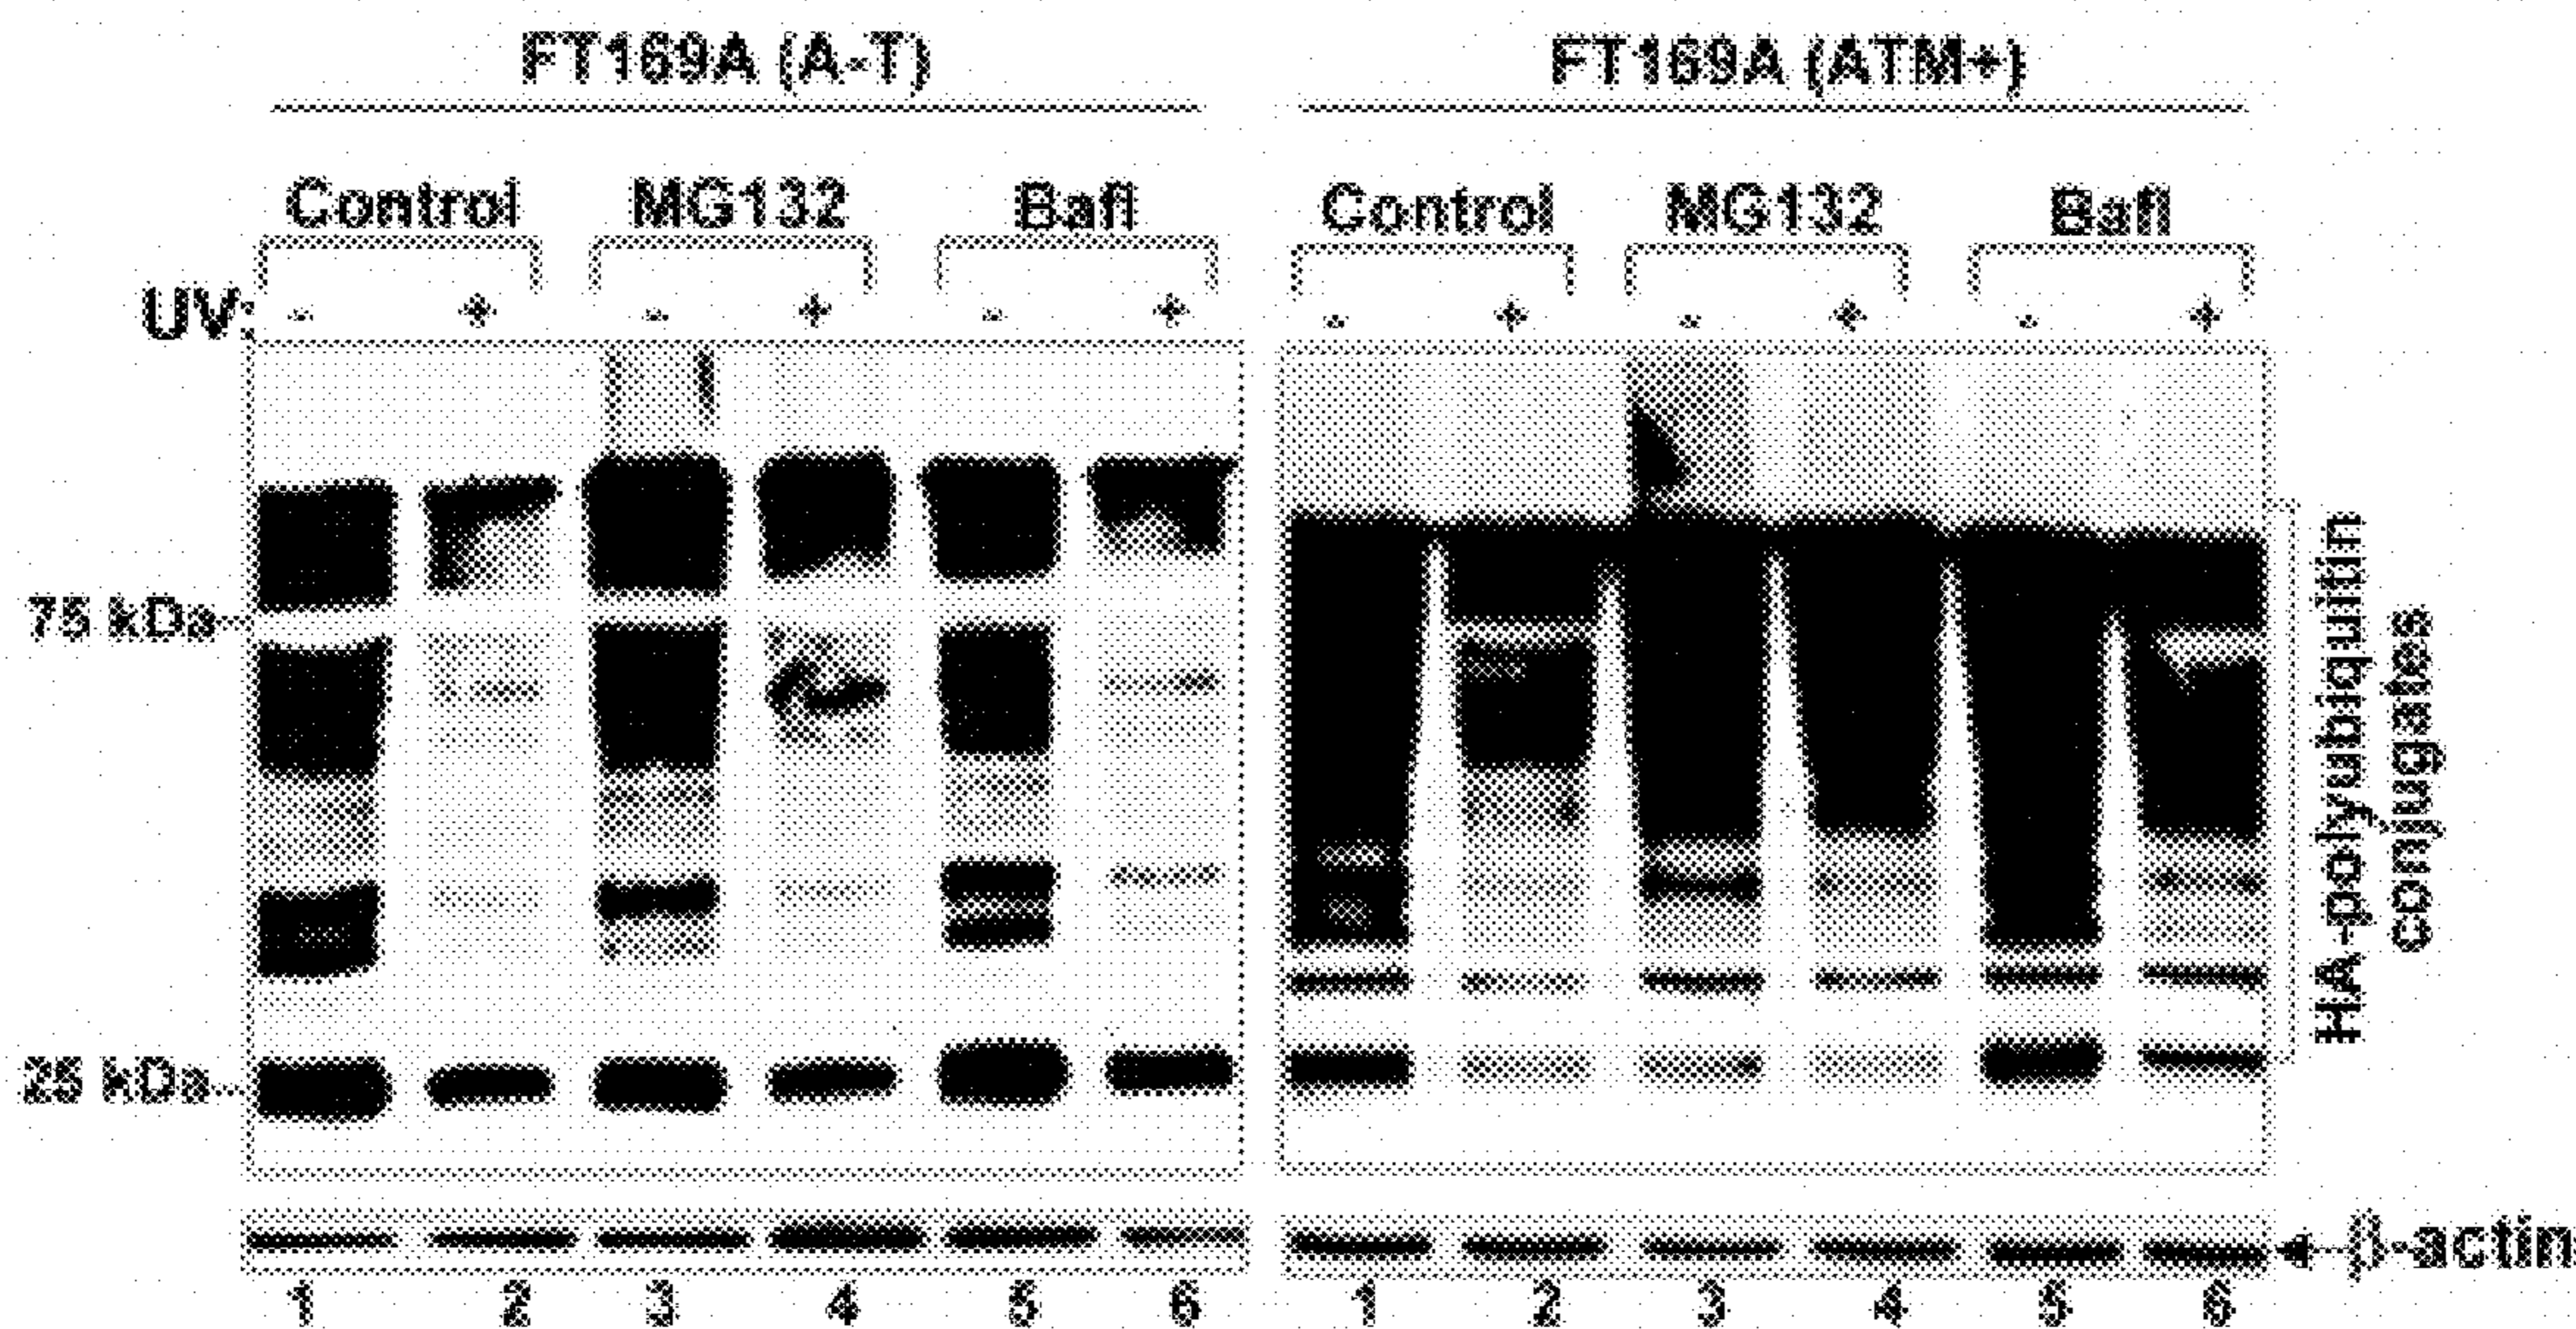 FT169A (A-T)
FT169A (ATM+)
Control MG132 Bafl
Control MG132 Bafl
UV: - + - + - +
- + - + - +
75 kDa
25 kDa
HA-polyubiquitin
conjugates
β-actin
1 2 3 4 5 6
1 2 3 4 5 6